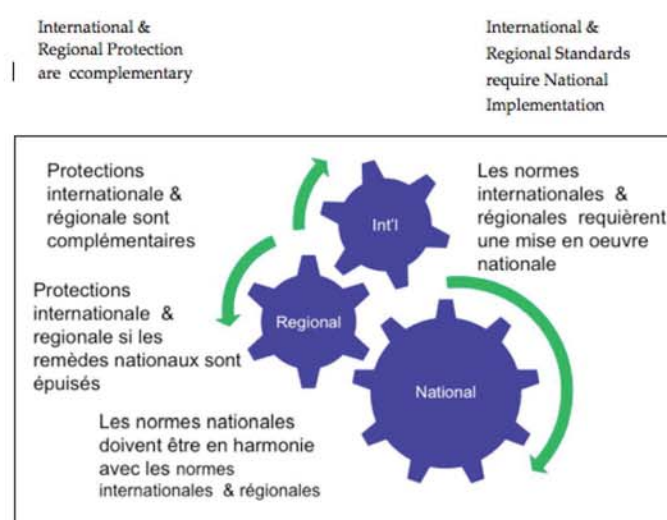 International &
Regional Protection
are ccomplementary
International &
Regional Standards
require National
Implementation
Protections
internationale &
régionale sont
complémentaires
Int'l
Les normes
internationales &
régionales requièrent
une mise en oeuvre
nationale
Protections
internationale &
regionale si les
remèdes nationaux sont
épuisés
Regional
National
Les normes nationales
doivent être en harmonie
avec les normes
internationales & régionales